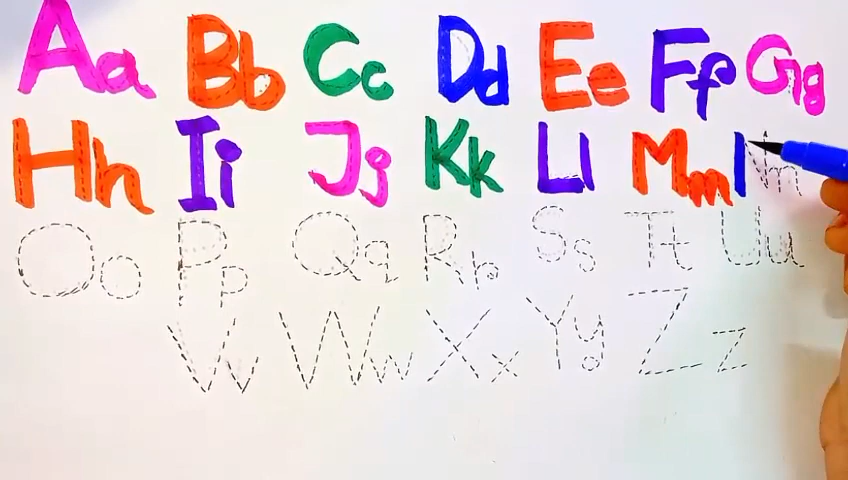 Aa Bb Cc Dd Ee Ff Gg
Hh Ii Jj Kk Ll Mm Nn
Oo Pp Qq Rr Ss Tt Uu
Vv Ww Xx Yy Zz